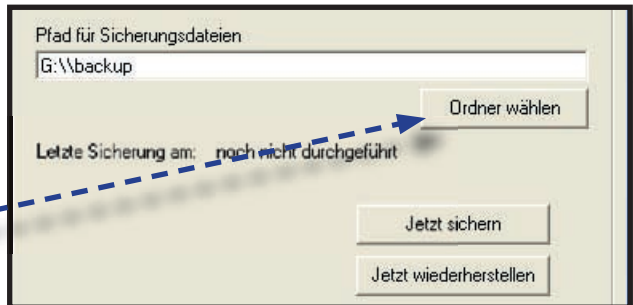 Pfad für Sicherungsdateien
G:\\backup
Ordner wählen
Letzte Sicherung am: noch nicht durchgeführt
Jetzt sichern
Jetzt wiederherstellen